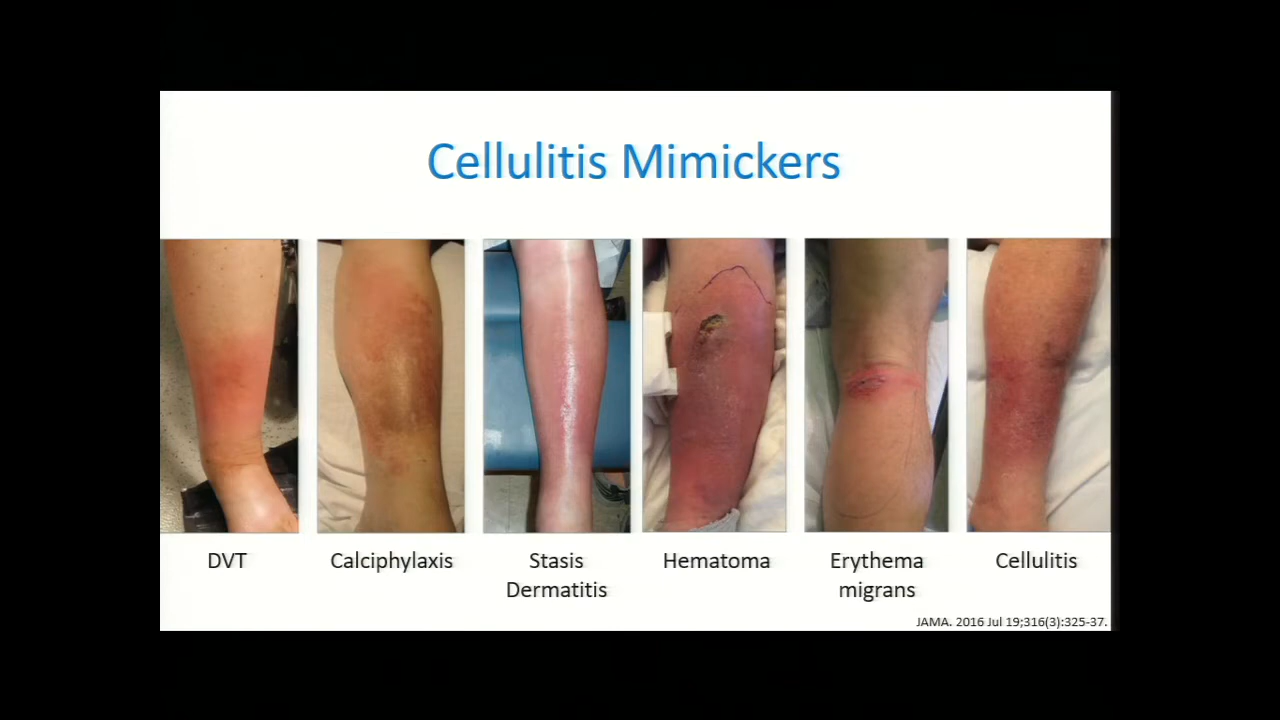 Cellulitis Mimickers
DVT
Calciphylaxis
Stasis
Dermatitis
Hematoma
Erythema
migrans
Cellulitis
JAMA. 2016 Jul 19;316(3):325-37.